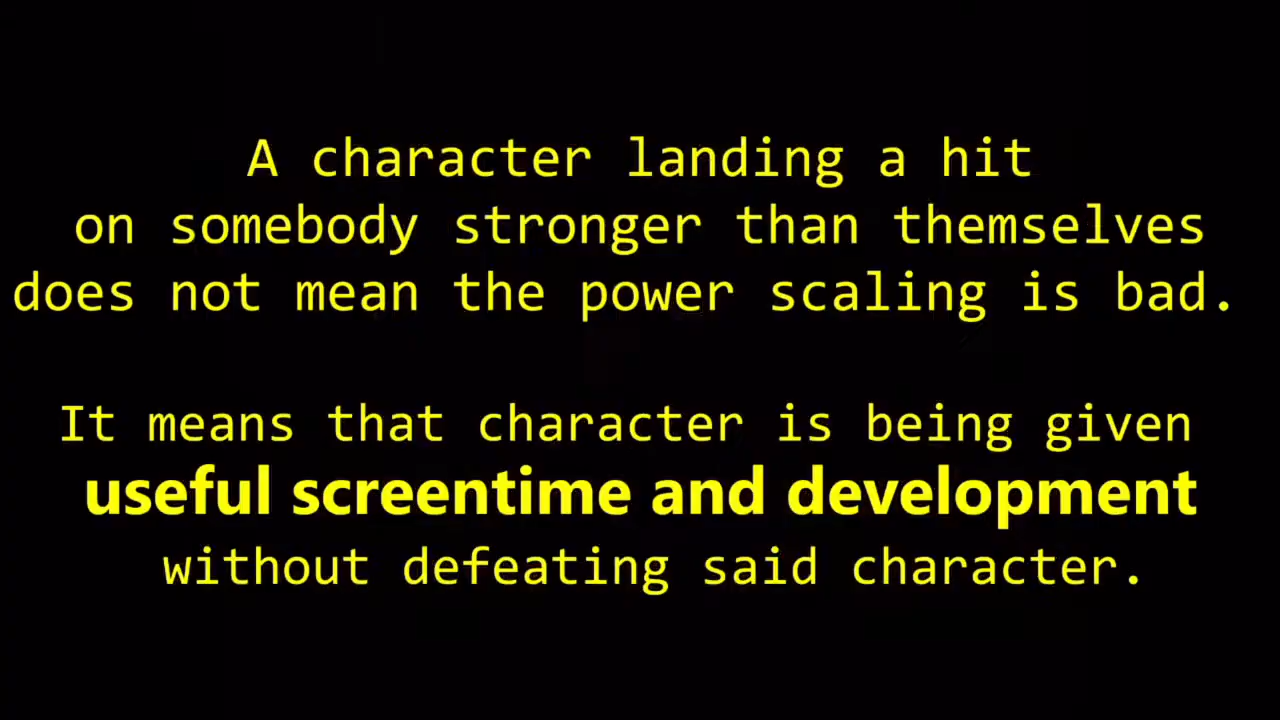 A character landing a hit
on somebody stronger than themselves
does not mean the power scaling is bad.
It means that character is being given
useful screentime and development
without defeating said character.